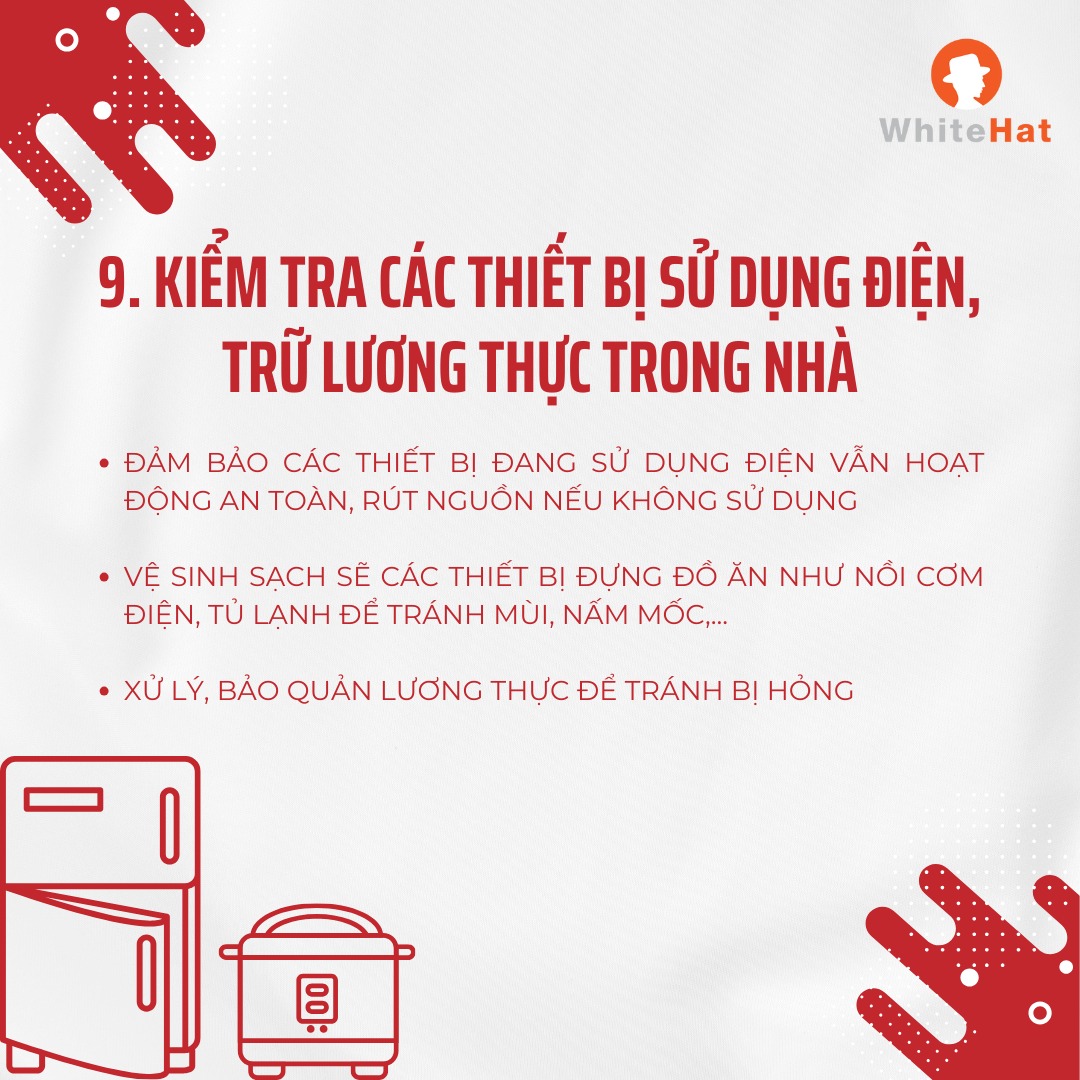 WhiteHat
9. KIỂM TRA CÁC THIẾT BỊ SỬ DỤNG ĐIỆN,
TRỮ LƯƠNG THỰC TRONG NHÀ
• ĐẢM BẢO CÁC THIẾT BỊ ĐANG SỬ DỤNG ĐIỆN VẪN HOẠT
ĐỘNG AN TOÀN, RÚT NGUỒN NẾU KHÔNG SỬ DỤNG
• VỆ SINH SẠCH SẼ CÁC THIẾT BỊ ĐỰNG ĐỒ ĂN NHƯ NỒI CƠM
ĐIỆN, TỦ LẠNH ĐỂ TRÁNH MÙI, NẤM MỐC,...
• XỬ LÝ, BẢO QUẢN LƯƠNG THỰC ĐỂ TRÁNH BỊ HỎNG